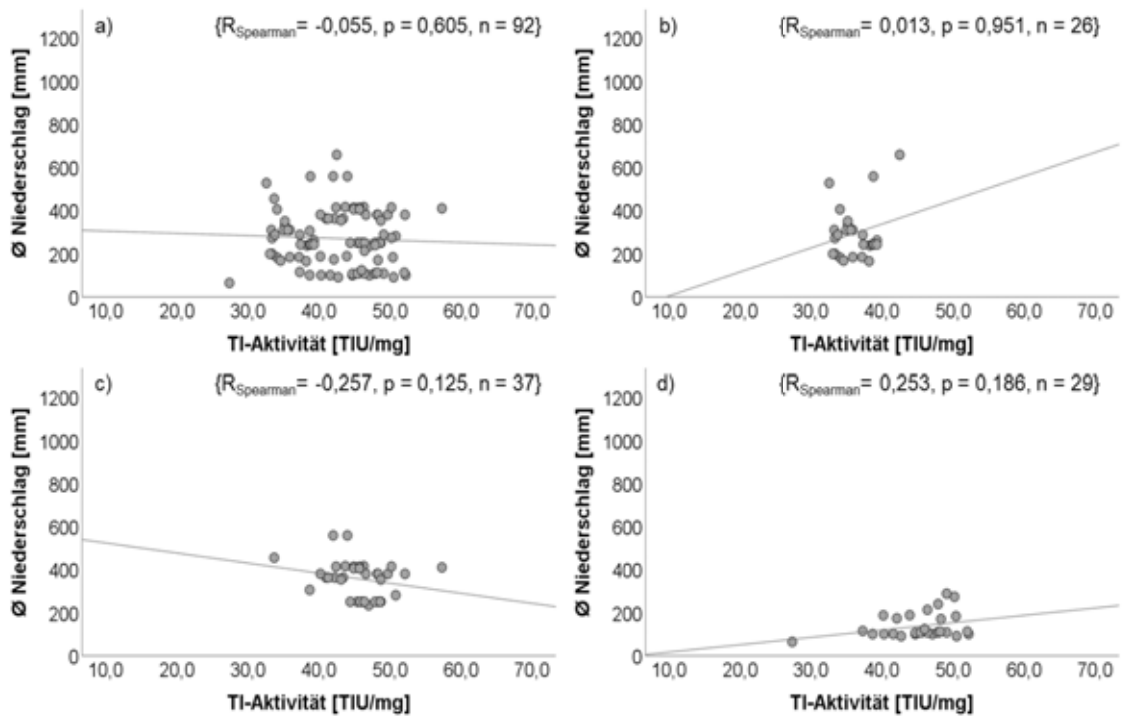 a) {R_Spearman= -0,055, p = 0,605, n = 92}
Ø Niederschlag [mm]
1200
1000
800
600
400
200
0
10,0 20,0 30,0 40,0 50,0 60,0 70,0
TI-Aktivität [TIU/mg]
b) {R_Spearman= 0,013, p = 0,951, n = 26}
Ø Niederschlag [mm]
1200
1000
800
600
400
200
0
10,0 20,0 30,0 40,0 50,0 60,0 70,0
TI-Aktivität [TIU/mg]
c) {R_Spearman= -0,257, p = 0,125, n = 37}
Ø Niederschlag [mm]
1200
1000
800
600
400
200
0
10,0 20,0 30,0 40,0 50,0 60,0 70,0
TI-Aktivität [TIU/mg]
d) {R_Spearman= 0,253, p = 0,186, n = 29}
Ø Niederschlag [mm]
1200
1000
800
600
400
200
0
10,0 20,0 30,0 40,0 50,0 60,0 70,0
TI-Aktivität [TIU/mg]